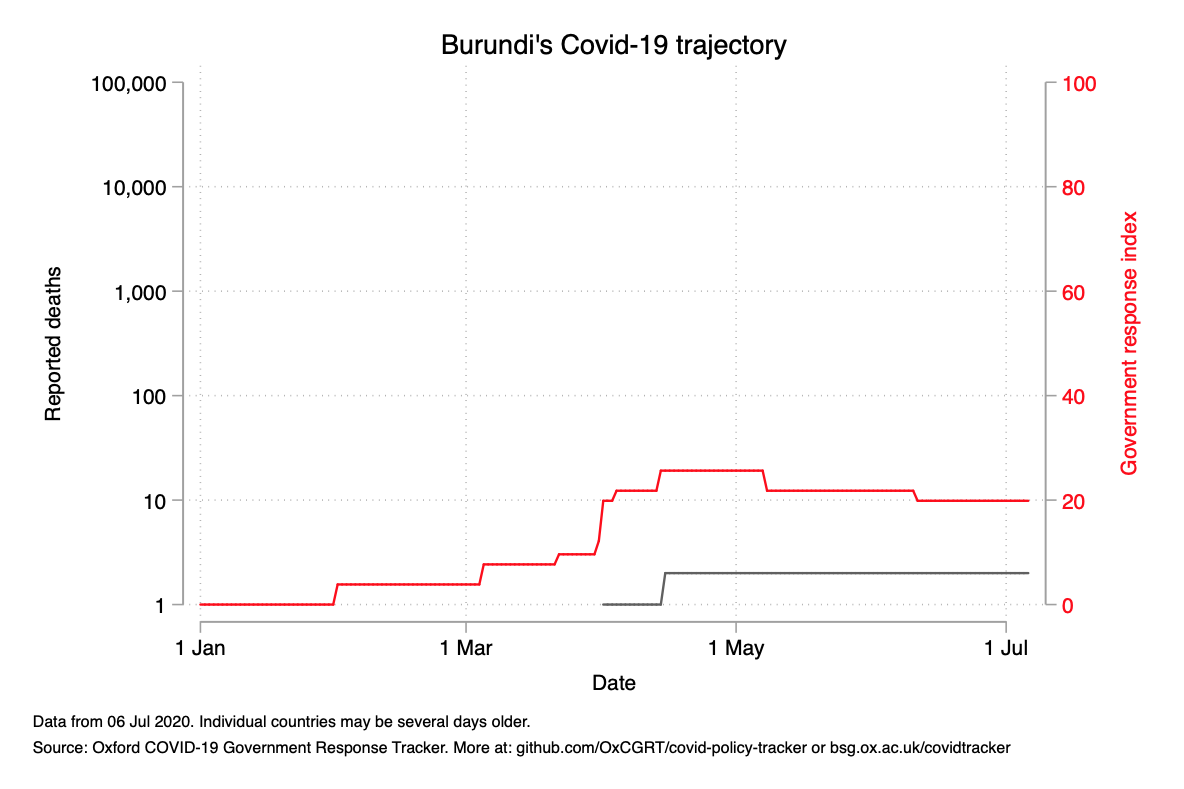 Burundi's Covid-19 trajectory
100,000
10,000
1,000
100
10
1
Reported deaths
100
80
60
40
20
0
Government response index
1 Jan
1 Mar
1 May
1 Jul
Date
Data from 06 Jul 2020. Individual countries may be several days older.
Source: Oxford COVID-19 Government Response Tracker. More at: github.com/OxCGRT/covid-policy-tracker or bsg.ox.ac.uk/covidtracker